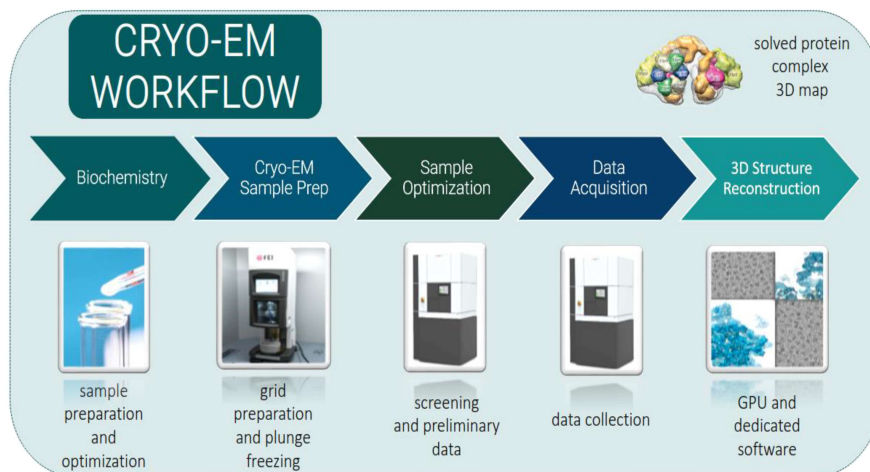 CRYO-EM
WORKFLOW
solved protein
complex
3D map
Biochemistry
Cryo-EM
Sample Prep
Sample
Optimization
Data
Acquisition
3D Structure
Reconstruction
FEI
sample
preparation
and
optimization
grid
preparation
and plunge
freezing
screening
and preliminary
data
data collection
GPU and
dedicated
software